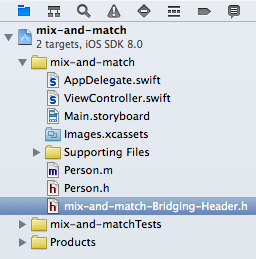 mix-and-match
2 targets, iOS SDK 8.0
mix-and-match
AppDelegate.swift
ViewController.swift
Main.storyboard
Images.xcassets
Supporting Files
m Person.m
h Person.h
h mix-and-match-Bridging-Header.h
mix-and-matchTests
Products